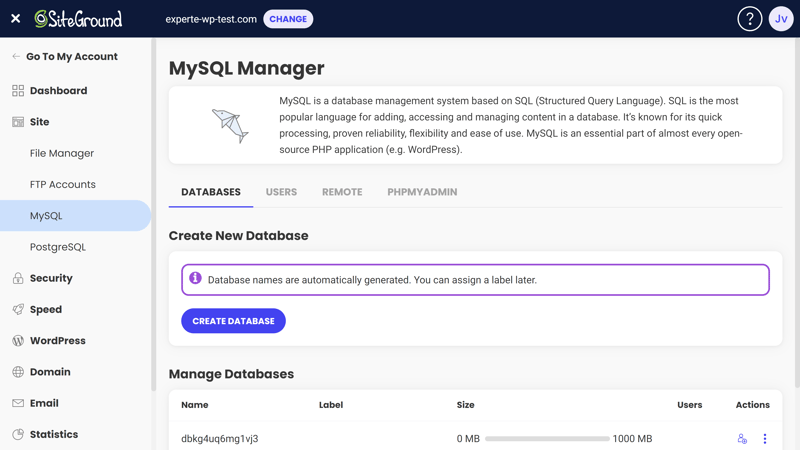 SiteGround
experte-wp-test.com CHANGE
? Jv
Go To My Account
Dashboard
Site
File Manager
FTP Accounts
MySQL
PostgreSQL
Security
Speed
WordPress
Domain
Email
Statistics
MySQL Manager
MySQL is a database management system based on SQL (Structured Query Language). SQL is the most
popular language for adding, accessing and managing content in a database. It's known for its quick
processing, proven reliability, flexibility and ease of use. MySQL is an essential part of almost every open-
source PHP application (e.g. WordPress).
DATABASES USERS REMOTE PHPMYADMIN
Create New Database
Database names are automatically generated. You can assign a label later.
CREATE DATABASE
Manage Databases
Name Label Size Users Actions
dbkg4uq6mg1vj3 0 MB 1000 MB